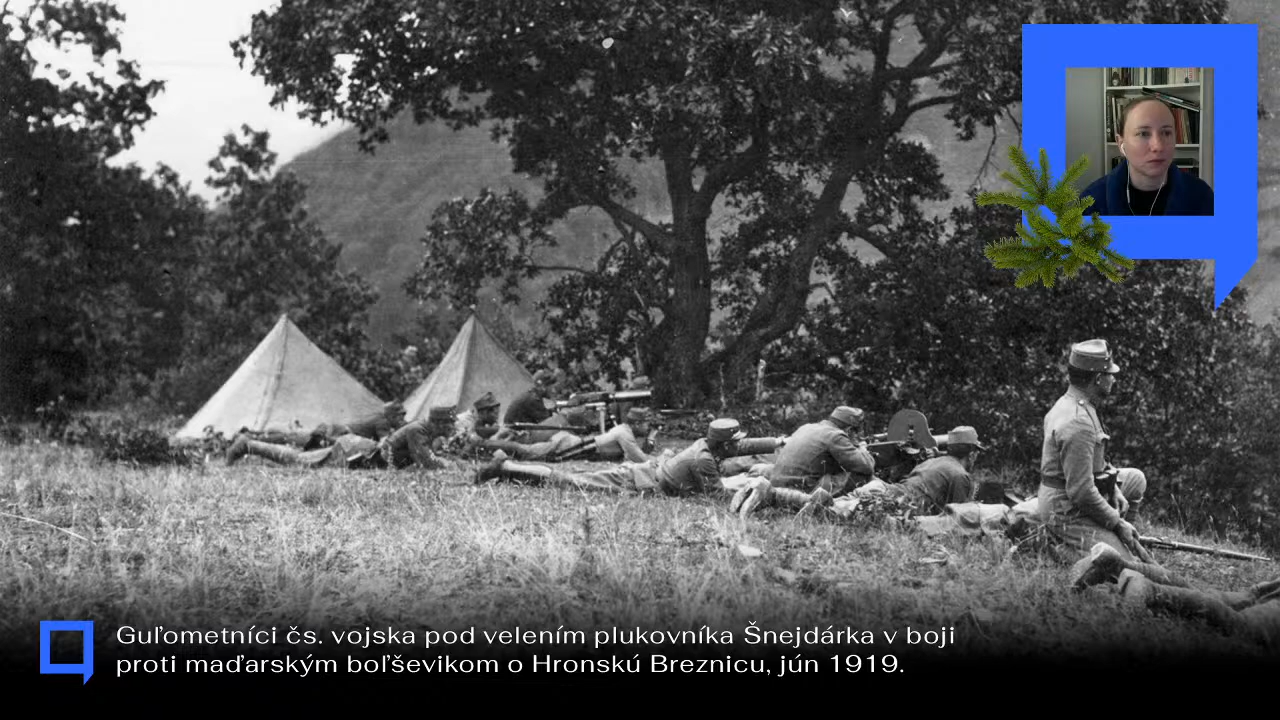 Guľometníci čs. vojska pod velením plukovníka Šnejdárka v boji
proti maďarským boľševikom o Hronskú Breznicu, jún 1919.